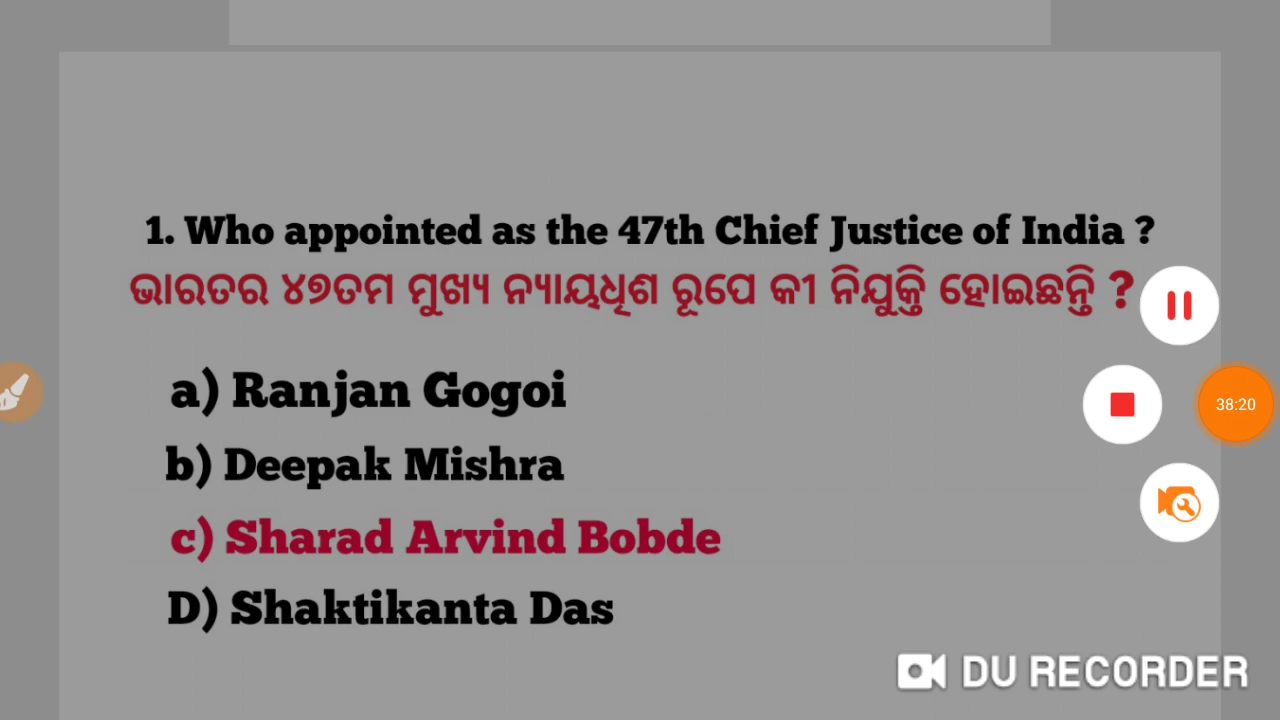 1. Who appointed as the 47th Chief Justice of India ?
ଭାରତର ୪୭ତମ ମୁଖ୍ୟ ନ୍ୟାୟଧିଶ ରୂପେ କୀ ନିଯୁକ୍ତି ହୋଇଛନ୍ତି ?
a) Ranjan Gogoi
b) Deepak Mishra
38:20
c) Sharad Arvind Bobde
D) Shaktikanta Das
DU RECORDER